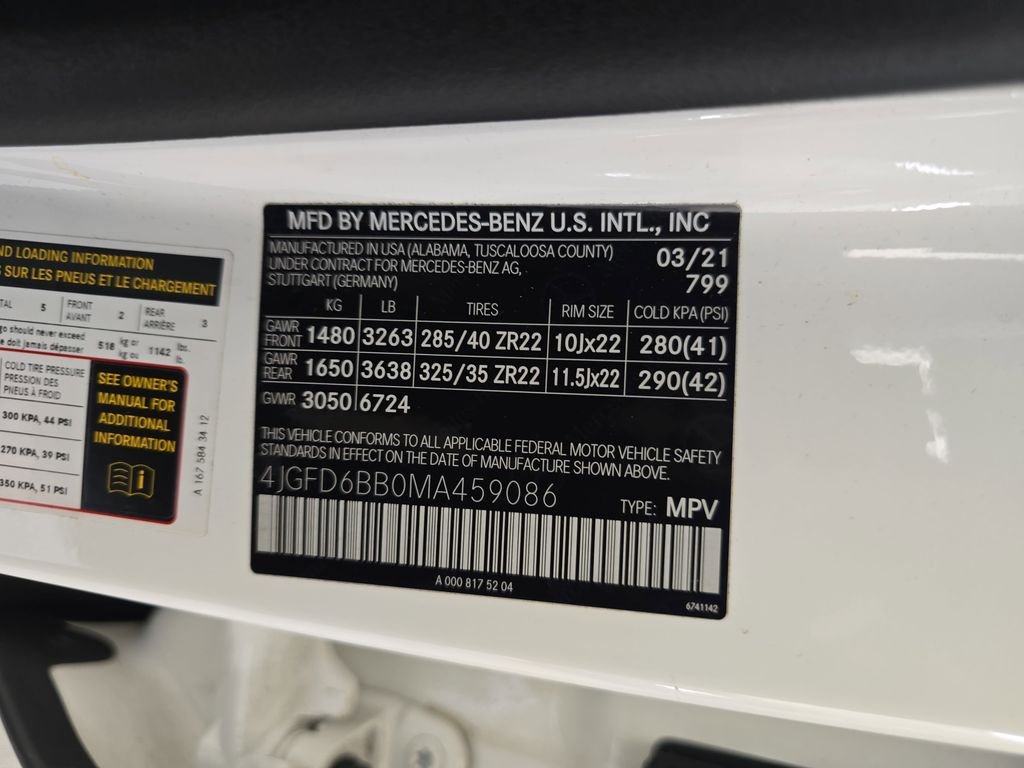 ND LOADING INFORMATION
SUR LES PNEUS ET LE CHARGEMENT
TAL 5 FRONT AVANT 2 REAR ARRIÈRE 3
go should never exceed
e doit jamais dépasser 518 kg or kg ou 1142 lbs. lb.
COLD TIRE PRESSURE
PRESSION DES
PNEUS À FROID
300 KPA, 44 PSI
270 KPA, 39 PSI
350 KPA, 51 PSI
SEE OWNER'S
MANUAL FOR
ADDITIONAL
INFORMATION
A 167 584 34 12
MFD BY MERCEDES-BENZ U.S. INTL., INC
MANUFACTURED IN USA (ALABAMA, TUSCALOOSA COUNTY) 03/21
UNDER CONTRACT FOR MERCEDES-BENZ AG, 799
STUTTGART (GERMANY)
KG LB TIRES RIM SIZE COLD KPA (PSI)
GAWR FRONT 1480 3263 285/40 ZR22 10Jx22 280(41)
GAWR REAR 1650 3638 325/35 ZR22 11.5Jx22 290(42)
GVWR 3050 6724
THIS VEHICLE CONFORMS TO ALL APPLICABLE FEDERAL MOTOR VEHICLE SAFETY
STANDARDS IN EFFECT ON THE DATE OF MANUFACTURE SHOWN ABOVE.
4JGFD6BB0MA459086 TYPE: MPV
A 000 817 52 04
6741142